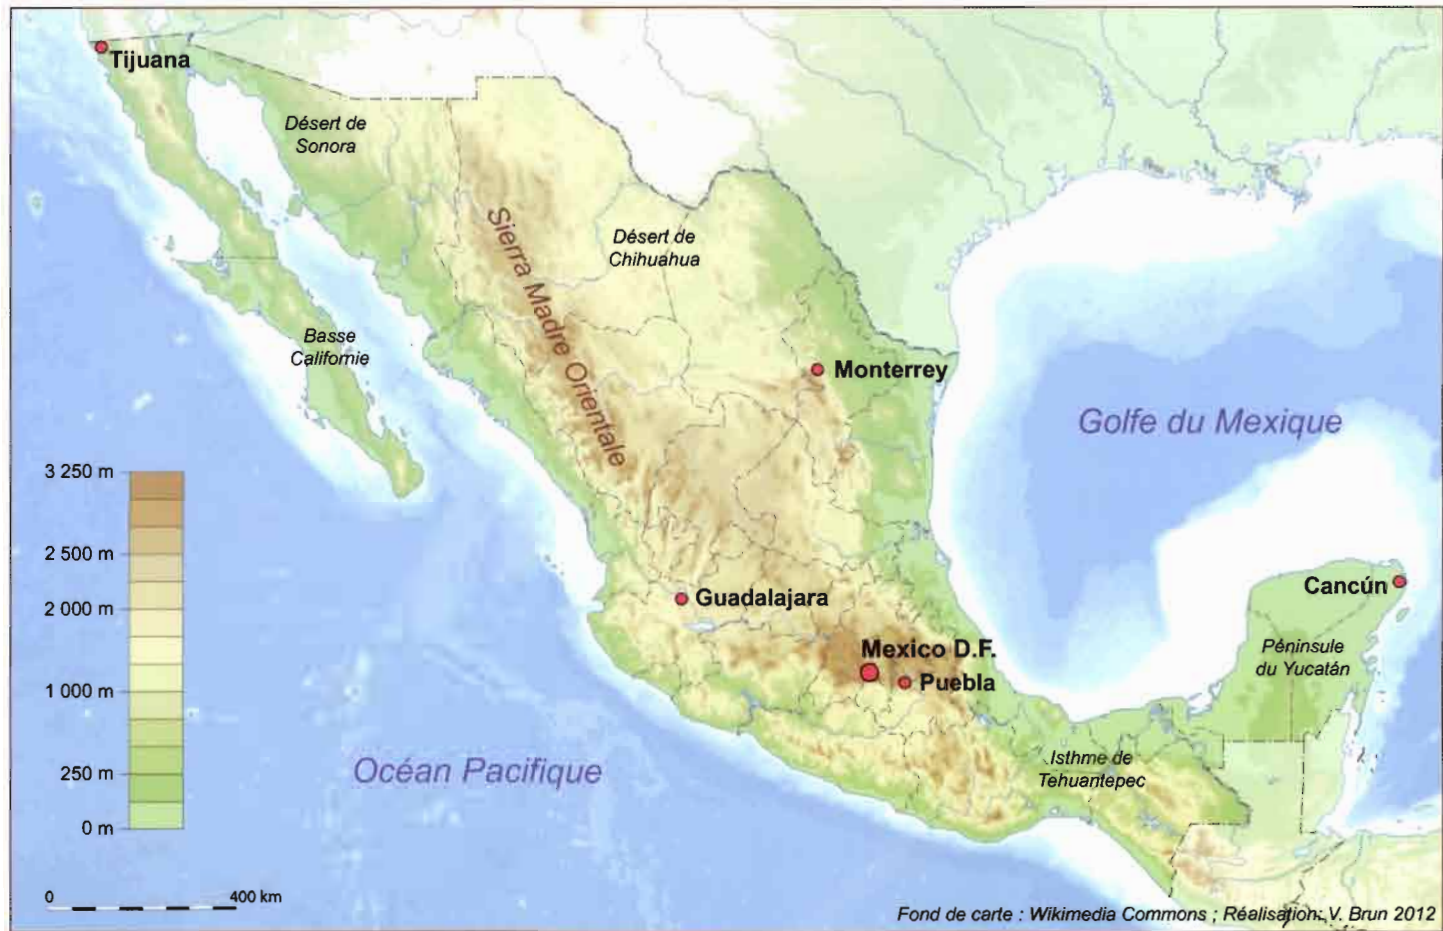 Tijuana
Désert de
Sonora
Sierra Madre Orientale
Désert de
Chihuahua
Basse
Californie
Monterrey
Golfe du Mexique
3 250 m
2 500 m
2 000 m
1 000 m
250 m
0 m
Guadalajara
Cancún
Mexico D.F.
Puebla
Péninsule
du Yucatán
Océan Pacifique
Isthme de
Tehuantepec
0 400 km
Fond de carte : Wikimedia Commons ; Réalisation: V. Brun 2012